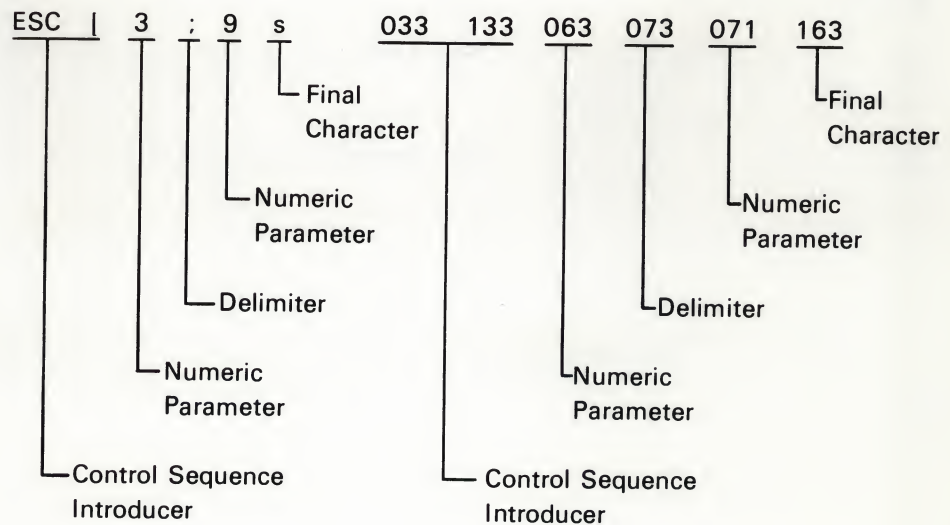 ESC [ 3 ; 9 s 033 133 063 073 071 163
Final
Character
Final
Character
Numeric
Parameter
Numeric
Parameter
Delimiter
Delimiter
Numeric
Parameter
Numeric
Parameter
Control Sequence
Introducer
Control Sequence
Introducer